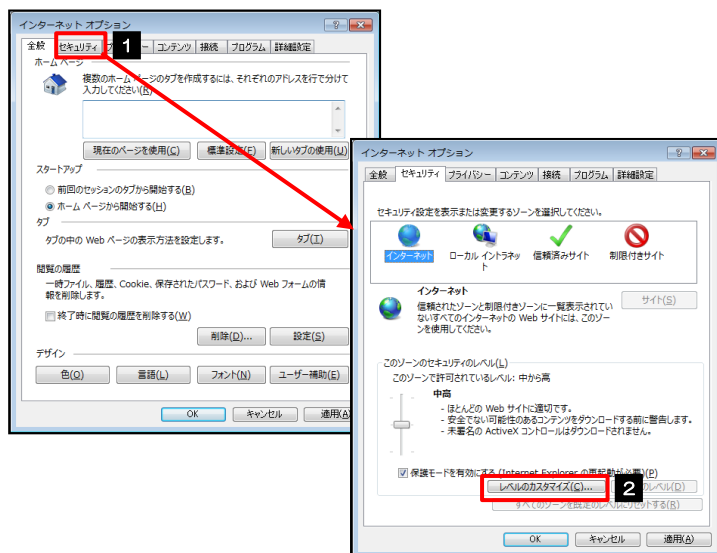 インターネット オプション
全般 セキュリティ 1 コンテンツ 接続 プログラム 詳細設定
ホーム ページ
複数のホーム ページのタブを作成するには、それぞれのアドレスを行で分けて
入力してください(R)
現在のページを使用(C) 標準設定(F) 新しいタブの使用(U)
スタートアップ
前回のセッションのタブから開始する(B)
ホーム ページから開始する(H)
タブ
タブの中の Web ページの表示方法を設定します。 タブ(T)
閲覧の履歴
一時ファイル、履歴、Cookie、保存されたパスワード、および Web フォームの情
報を削除します。
終了時に閲覧の履歴を削除する(W)
削除(D)... 設定(S)
デザイン
色(O) 言語(L) フォント(N) ユーザー補助(E)
OK キャンセル 適用(A)
インターネット オプション
全般 セキュリティ プライバシー コンテンツ 接続 プログラム 詳細設定
セキュリティ設定を表示または変更するゾーンを選択してください。
インターネット ローカル イントラネッ 信頼済みサイト 制限付きサイト
ト
インターネット
サイト(S)
信頼されたゾーンと制限付きゾーンに一覧表示されてい
ないすべてのインターネットの Web サイトには、このゾー
ンを使用してください。
このゾーンのセキュリティのレベル(L)
このゾーンで許可されているレベル: 中から高
中高
- ほとんどの Web サイトに適切です。
- 安全でない可能性のあるコンテンツをダウンロードする前に警告します。
- 未署名の ActiveX コントロールはダウンロードされません。
保護モードを有効にする (Internet Explorer の再起動が必要)(P)
レベルのカスタマイズ(C)... 2 のレベル(D)
すべてのゾーンを既定のレベルにリセットする(R)
OK キャンセル 適用(A)